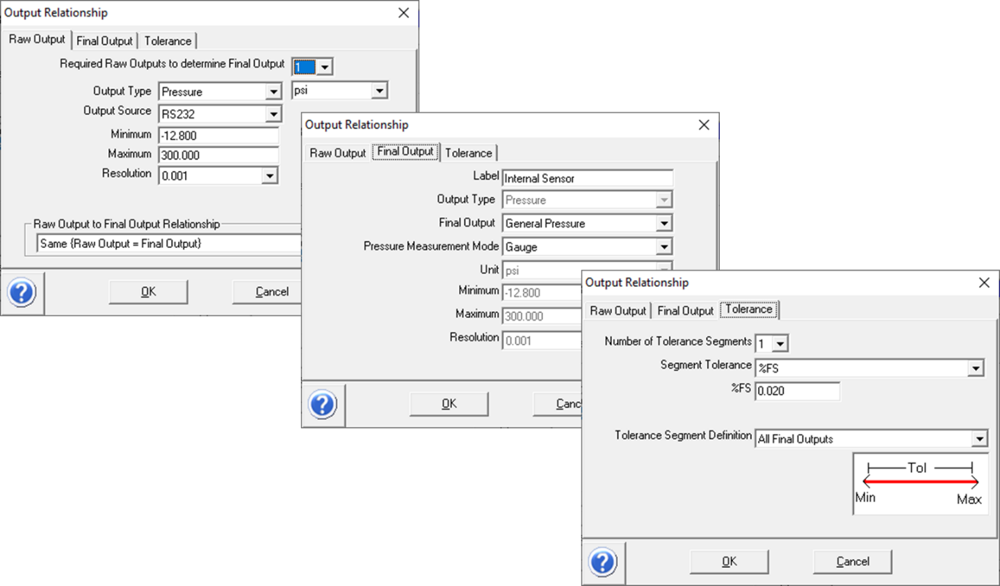 Output Relationship
Raw Output Final Output Tolerance
Required Raw Outputs to determine Final Output 1
Output Type Pressure psi
Output Source RS232
Minimum -12.800
Maximum 300.000
Resolution 0.001
Raw Output to Final Output Relationship
Same {Raw Output = Final Output}
OK Cancel
Output Relationship
Raw Output Final Output Tolerance
Label Internal Sensor
Output Type Pressure
Final Output General Pressure
Pressure Measurement Mode Gauge
Unit psi
Minimum -12.800
Maximum 300.000
Resolution 0.001
OK Canc
Output Relationship
Raw Output Final Output Tolerance
Number of Tolerance Segments 1
Segment Tolerance %FS
%FS 0.020
Tolerance Segment Definition All Final Outputs
Tol
Min Max
OK Cancel